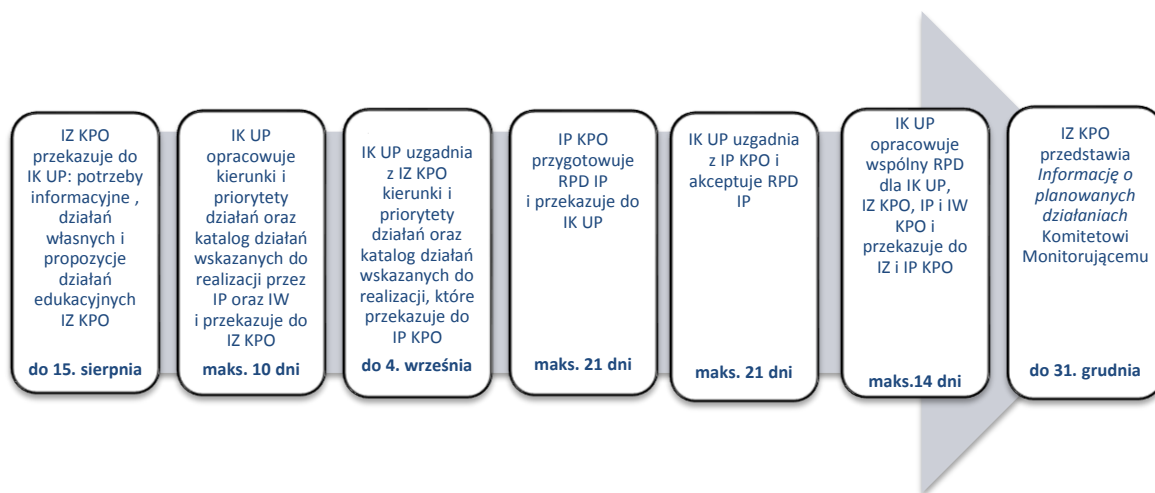 IZ KPO
przekazuje do
IK UP: potrzeby
informacyjne ,
działań
własnych i
propozycje
działań
edukacyjnych
IZ KPO
do 15. sierpnia
IK UP
opracowuje
kierunki i
priorytety
działań oraz
katalog działań
wskazanych do
realizacji przez
IP oraz IW
i przekazuje do
IZ KPO
maks. 10 dni
IK UP uzgadnia
z IZ KPO
kierunki i
priorytety
działań oraz
katalog działań
wskazanych do
realizacji, które
przekazuje do
IP KPO
do 4. września
IP KPO
przygotowuje
RPD IP
i przekazuje do
IK UP
maks. 21 dni
IK UP uzgadnia
z IP KPO i
akceptuje RPD
IP
maks. 21 dni
IK UP
opracowuje
wspólny RPD
dla IK UP,
IZ KPO, IP i IW
KPO i
przekazuje do
IZ i IP KPO
maks.14 dni
IZ KPO
przedstawia
Informację o
planowanych
działaniach
Komitetowi
Monitorującemu
do 31. grudnia